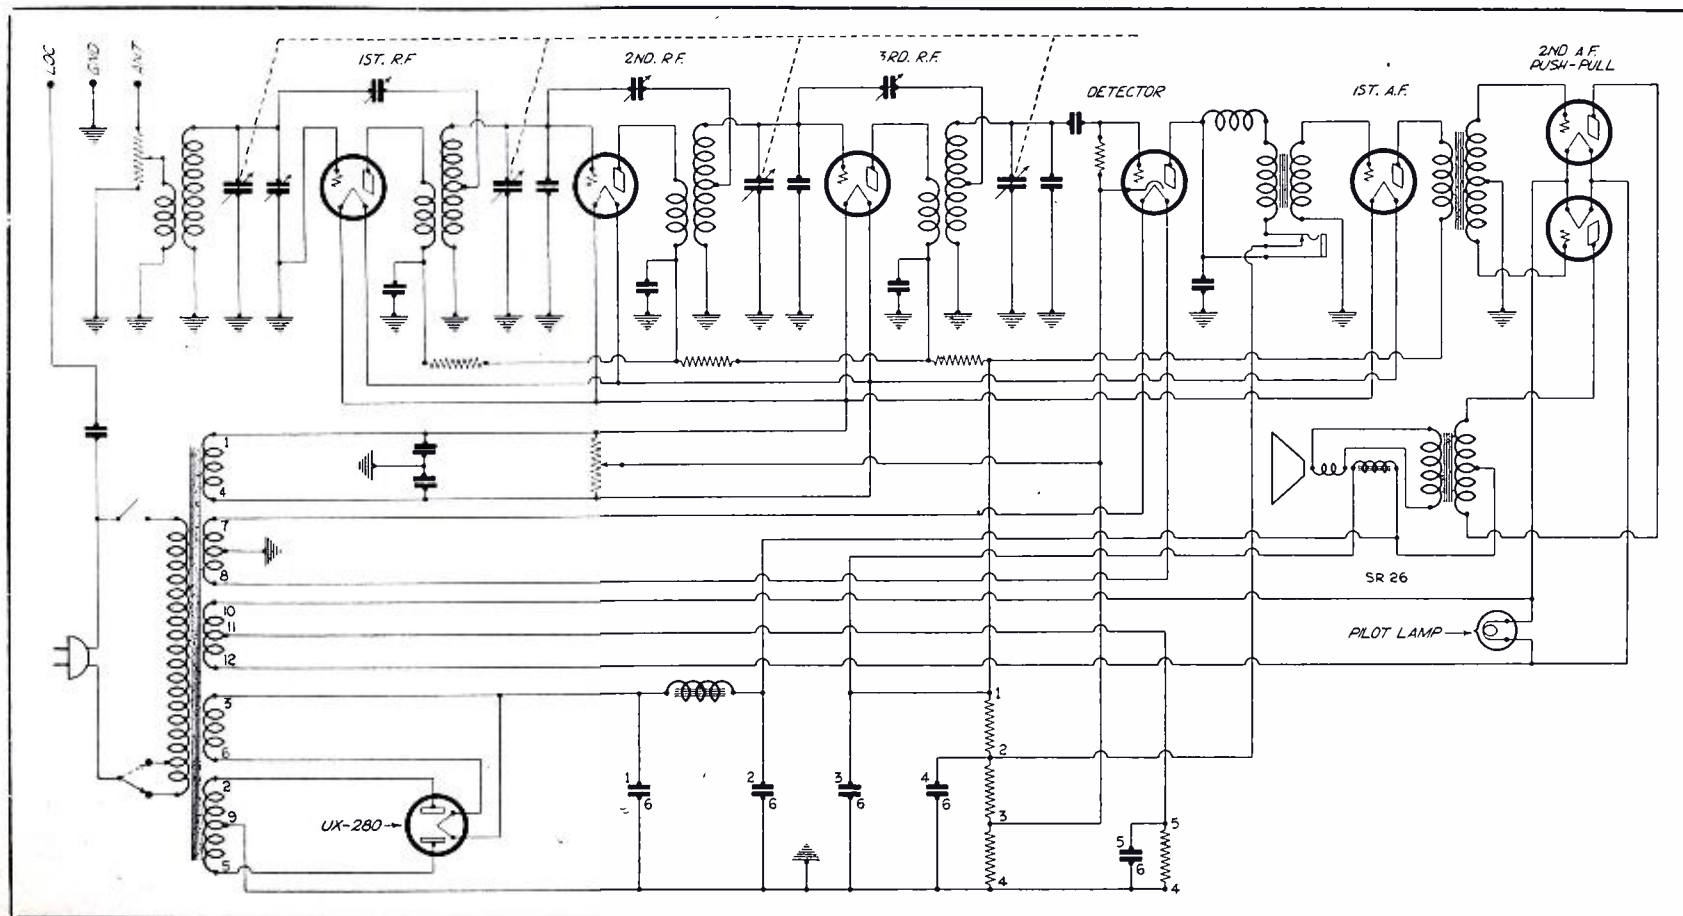 LOC
GND
ANT
1ST. R.F.
2ND. R.F.
3RD. R.F.
DETECTOR
1ST. A.F.
2ND A.F.
PUSH-PULL
1
4
7
8
10
11
12
3
6
2
9
5
UX-280
SR 26
PILOT LAMP
1
6
2
6
3
6
4
6
1
2
3
4
5
6
5
4